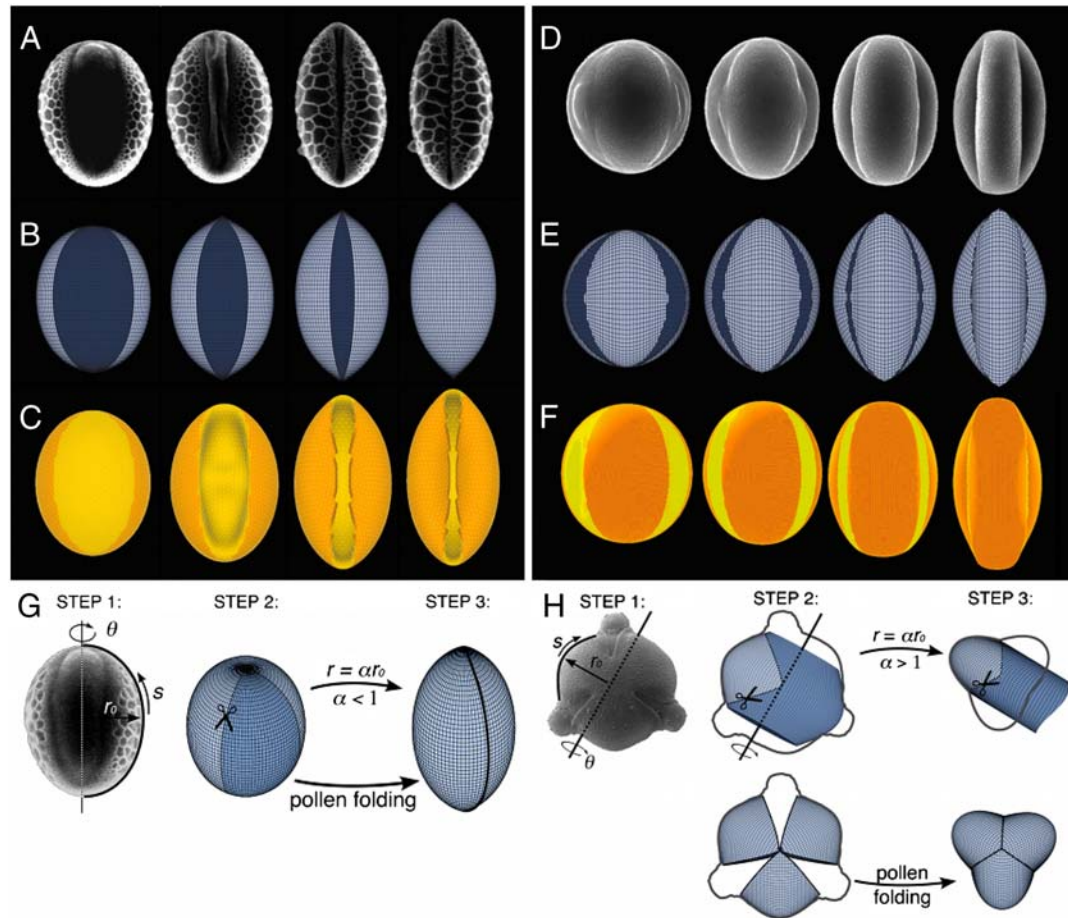 A
D
B
E
C
F
G
STEP 1:
STEP 2:
STEP 3:
θ
s
r₀
r = αr₀
α < 1
pollen folding
H
STEP 1:
STEP 2:
STEP 3:
s
r₀
θ
r = αr₀
α > 1
pollen
folding